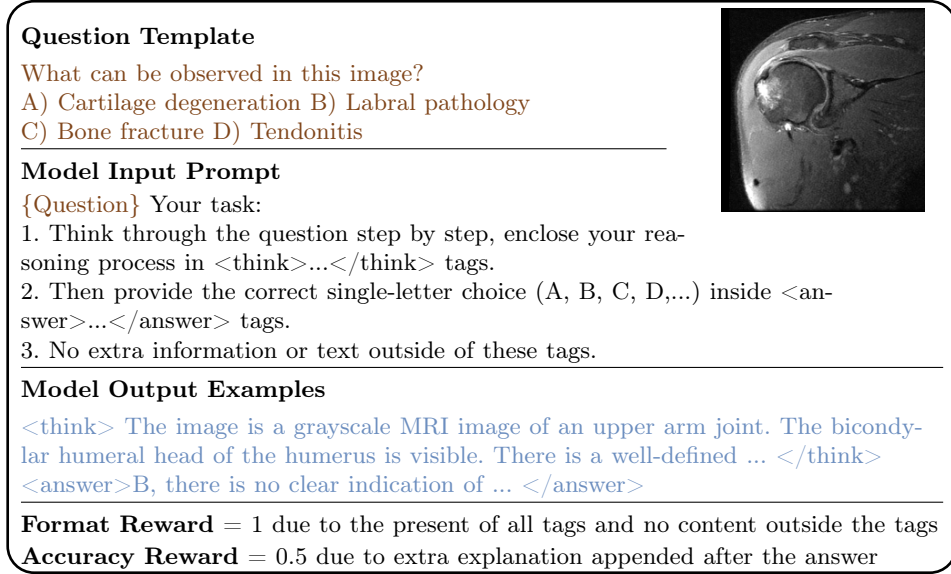 Question Template
What can be observed in this image?
A) Cartilage degeneration B) Labral pathology
C) Bone fracture D) Tendonitis
Model Input Prompt
{Question} Your task:
1. Think through the question step by step, enclose your rea-
soning process in <think>...</think> tags.
2. Then provide the correct single-letter choice (A, B, C, D,...) inside <an-
swer>...</answer> tags.
3. No extra information or text outside of these tags.
Model Output Examples
<think> The image is a grayscale MRI image of an upper arm joint. The bicondy-
lar humeral head of the humerus is visible. There is a well-defined ... </think>
<answer>B, there is no clear indication of ... </answer>
Format Reward = 1 due to the present of all tags and no content outside the tags
Accuracy Reward = 0.5 due to extra explanation appended after the answer